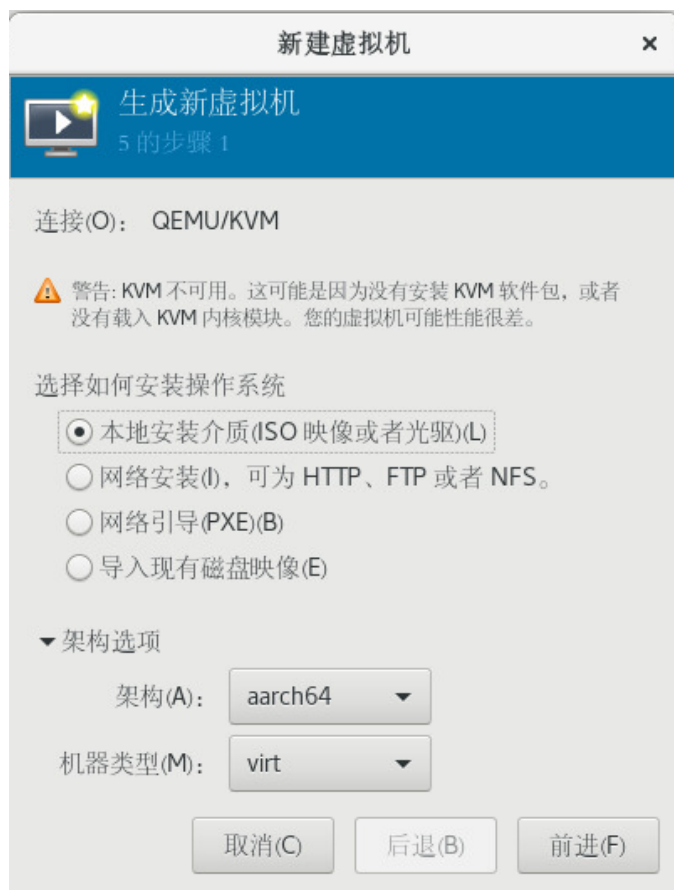 新建虚拟机 ×
生成新虚拟机
5 的步骤 1
连接(O)： QEMU/KVM
警告: KVM 不可用。这可能是因为没有安装 KVM 软件包，或者
没有载入 KVM 内核模块。您的虚拟机可能性能很差。
选择如何安装操作系统
本地安装介质(ISO 映像或者光驱)(L)
网络安装(I)，可为 HTTP、FTP 或者 NFS。
网络引导(PXE)(B)
导入现有磁盘映像(E)
架构选项
架构(A)： aarch64
机器类型(M)： virt
取消(C) 后退(B) 前进(F)